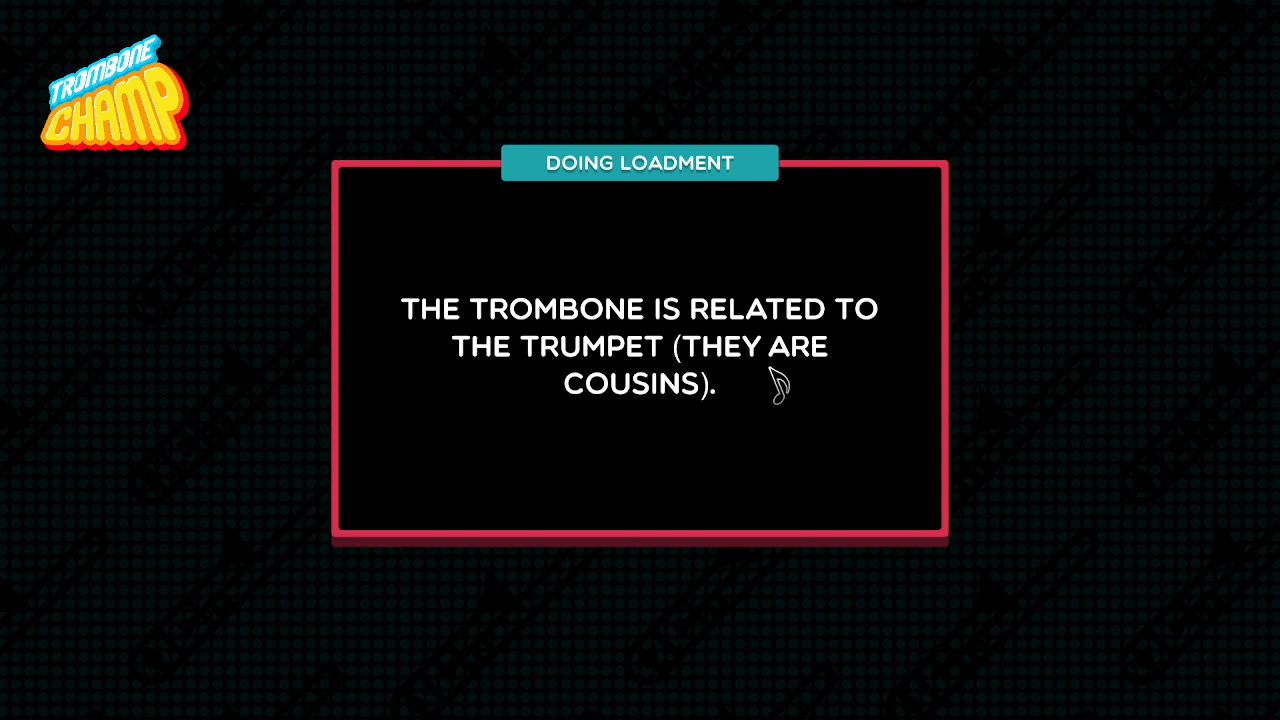 TROMBONE
CHAMP
DOING LOADMENT
THE TROMBONE IS RELATED TO
THE TRUMPET (THEY ARE
COUSINS).